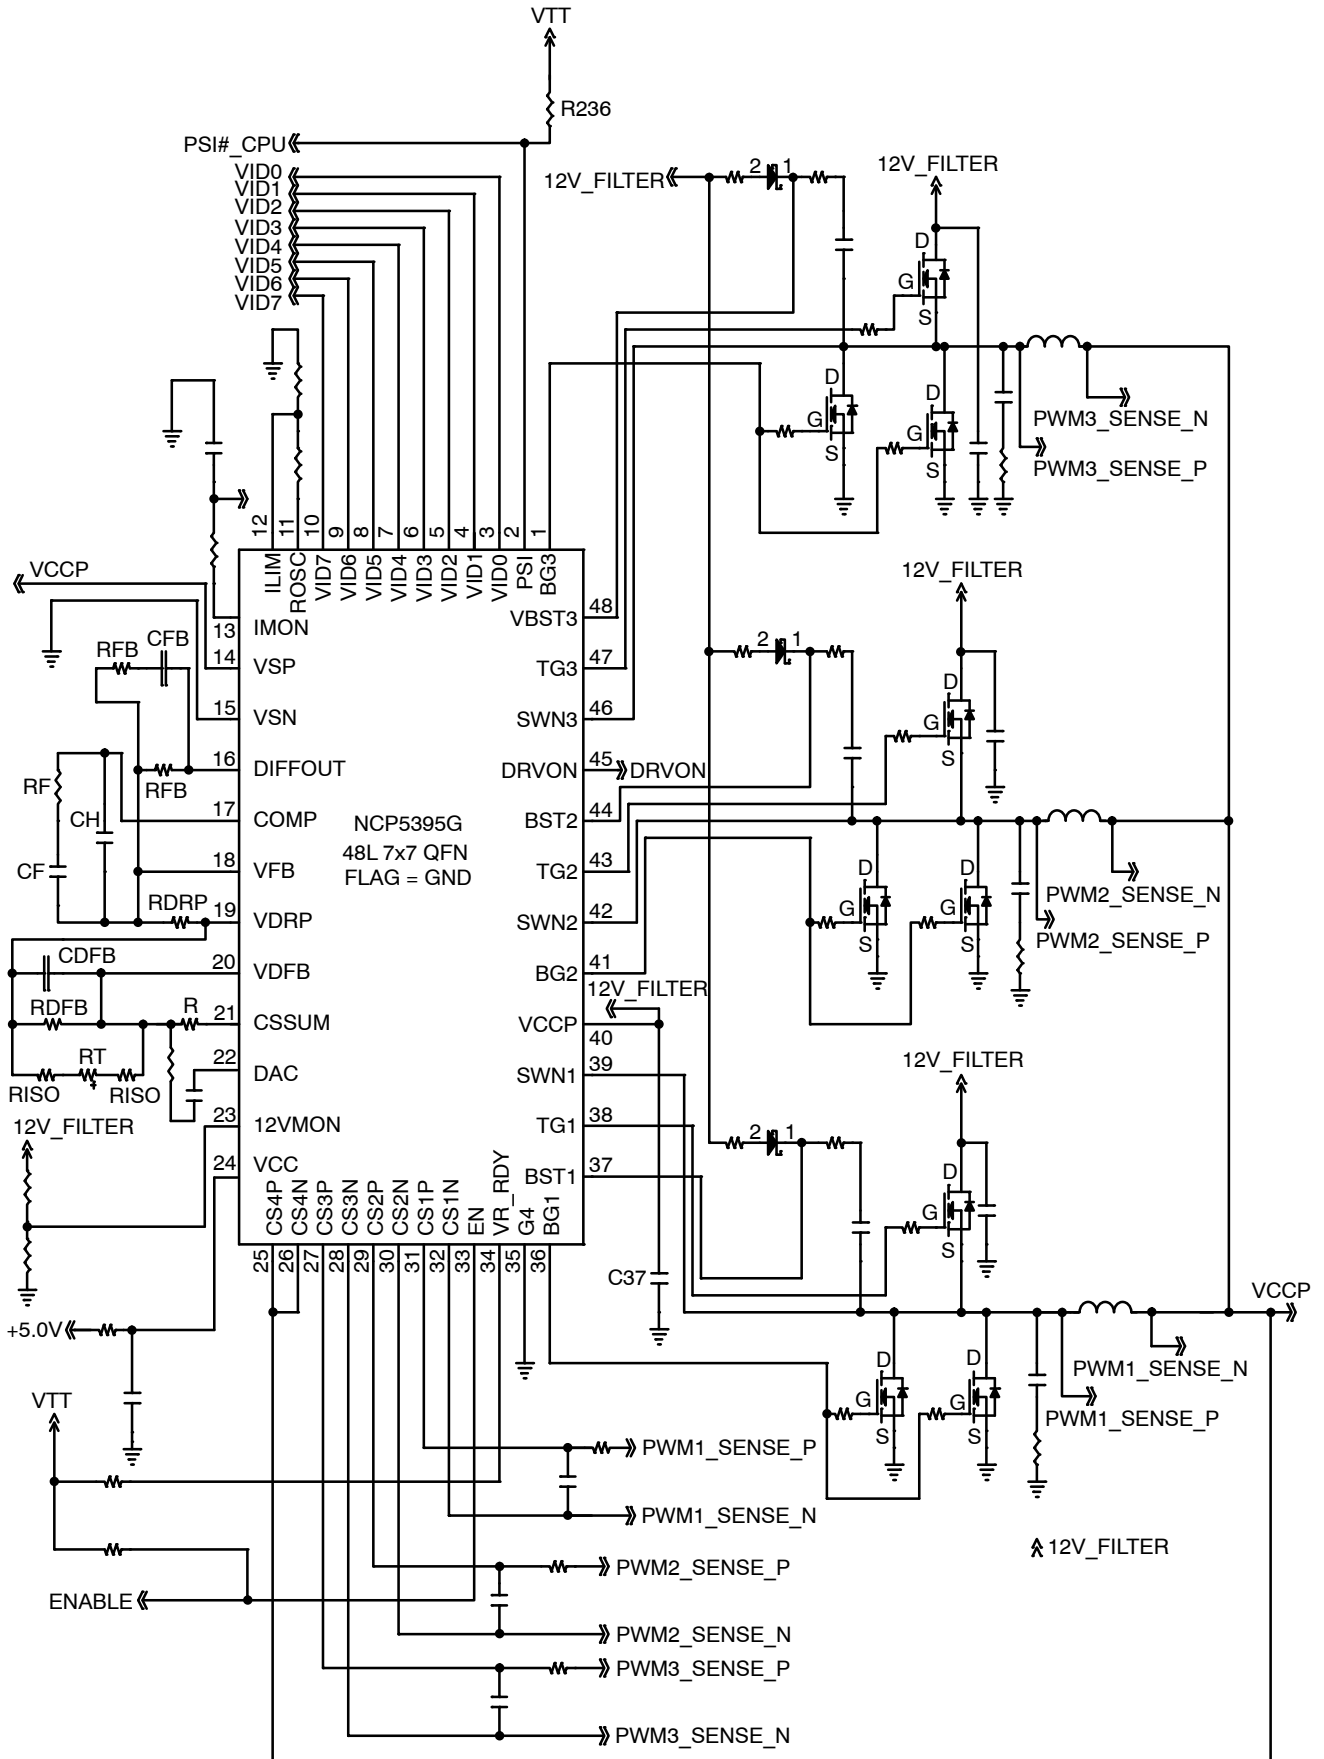 VTT
R236
PSI#_CPU
VID0
VID1
VID2
VID3
VID4
VID5
VID6
VID7
12V_FILTER
2 1
12V_FILTER
D
G
S
D
G
S
D
G
S
PWM3_SENSE_N
PWM3_SENSE_P
12 11 10 9 8 7 6 5 4 3 2 1
ILIM ROSC VID7 VID6 VID5 VID4 VID3 VID2 VID1 VID0 PSI BG3
VCCP
13 IMON
14 VSP
15 VSN
16 DIFFOUT
17 COMP
18 VFB
19 VDRP
20 VDFB
21 CSSUM
22 DAC
23 12VMON
24 VCC
RFB CFB
RFB
RF
CH
CF
RDRP
CDFB
RDFB
R
RT
RISO RISO
12V_FILTER
+5.0V
NCP5395G
48L 7x7 QFN
FLAG = GND
VBST3 48
TG3 47
SWN3 46
DRVON 45 DRVON
BST2 44
TG2 43
SWN2 42
BG2 41
12V_FILTER
VCCP 40
SWN1 39
TG1 38
BST1 37
12V_FILTER
2 1
D
G
S
D
G
S
D
G
S
PWM2_SENSE_N
PWM2_SENSE_P
12V_FILTER
2 1
D
G
S
C37
VCCP
D
G
S
D
G
S
PWM1_SENSE_N
PWM1_SENSE_P
12V_FILTER
CS4P CS4N CS3P CS3N CS2P CS2N CS1P CS1N EN VR_RDY G4 BG1
25 26 27 28 29 30 31 32 33 34 35 36
VTT
ENABLE
PWM1_SENSE_P
PWM1_SENSE_N
PWM2_SENSE_P
PWM2_SENSE_N
PWM3_SENSE_P
PWM3_SENSE_N